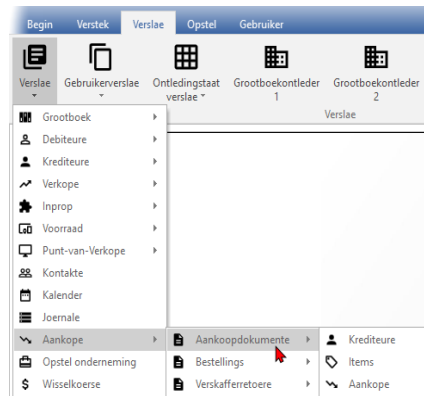 Begin Verstek Verslae Opstel Gebruiker
Verslae Gebruikerverslae Ontledingstaat verslae Grootboekontleder 1 Grootboekontleder 2
Verslae
Grootboek
Debiteure
Krediteure
Verkope
Inprop
Voorraad
Punt-van-Verkope
Kontakte
Kalender
Joernale
Aankope Aankoopdokumente Krediteure
Opstel onderneming Bestellings Items
Wisselkoerse Verskafferretoere Aankope